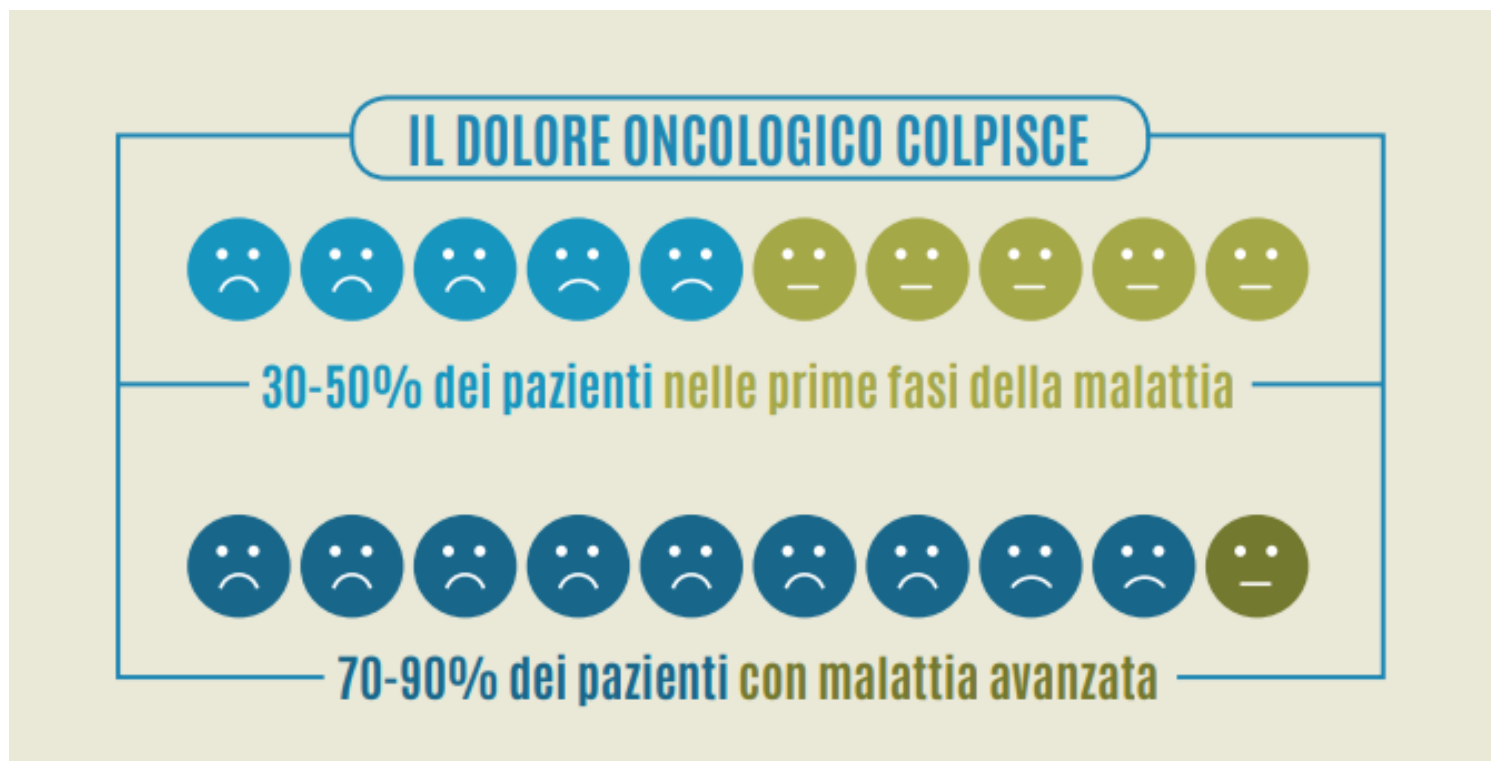 IL DOLORE ONCOLOGICO COLPISCE
30-50% dei pazienti nelle prime fasi della malattia
70-90% dei pazienti con malattia avanzata